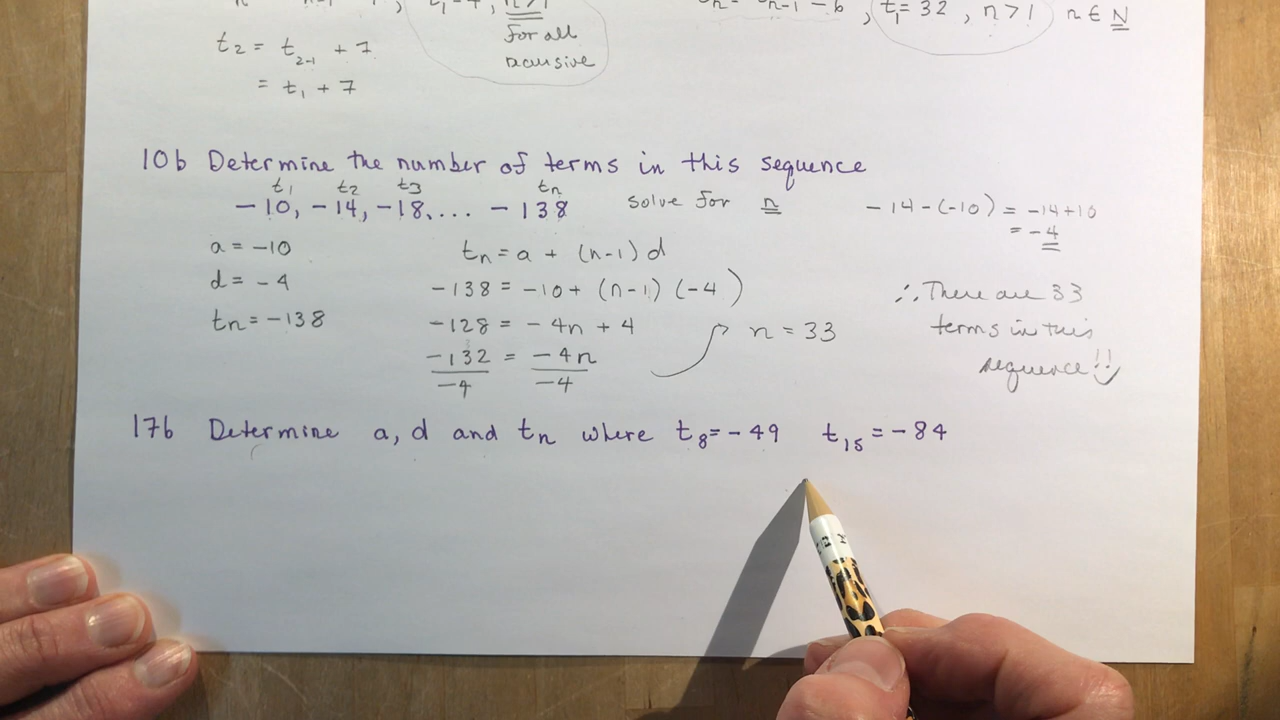 , t₁ = 32 , n > 1 n ∈ N
for all
t₂ = t₂₋₁ + 7
recursive
= t₁ + 7
10b Determine the number of terms in this sequence
t₁ t₂ t₃ tn
-10, -14, -18, ... -138 solve for n -14-(-10) = -14+10
= -4
a = -10 tn = a + (n-1) d
d = -4 -138 = -10 + (n-1) (-4)
∴ There are 33
tn = -138 -128 = -4n + 4 n = 33 terms in this
-132 = -4n
sequence!!
-4 -4
17b Determine a, d and tn where t₈ = -49 t₁₅ = -84